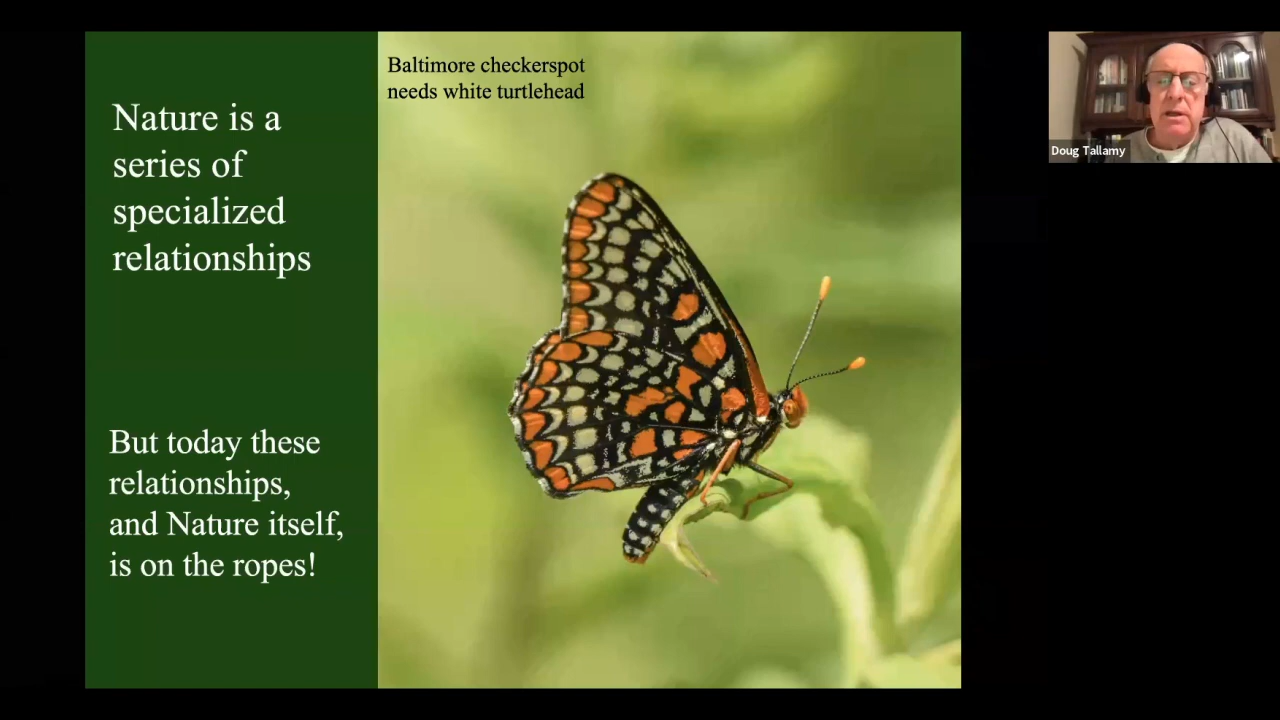 Nature is a
series of
specialized
relationships
But today these
relationships,
and Nature itself,
is on the ropes!
Baltimore checkerspot
needs white turtlehead
Doug Tallamy